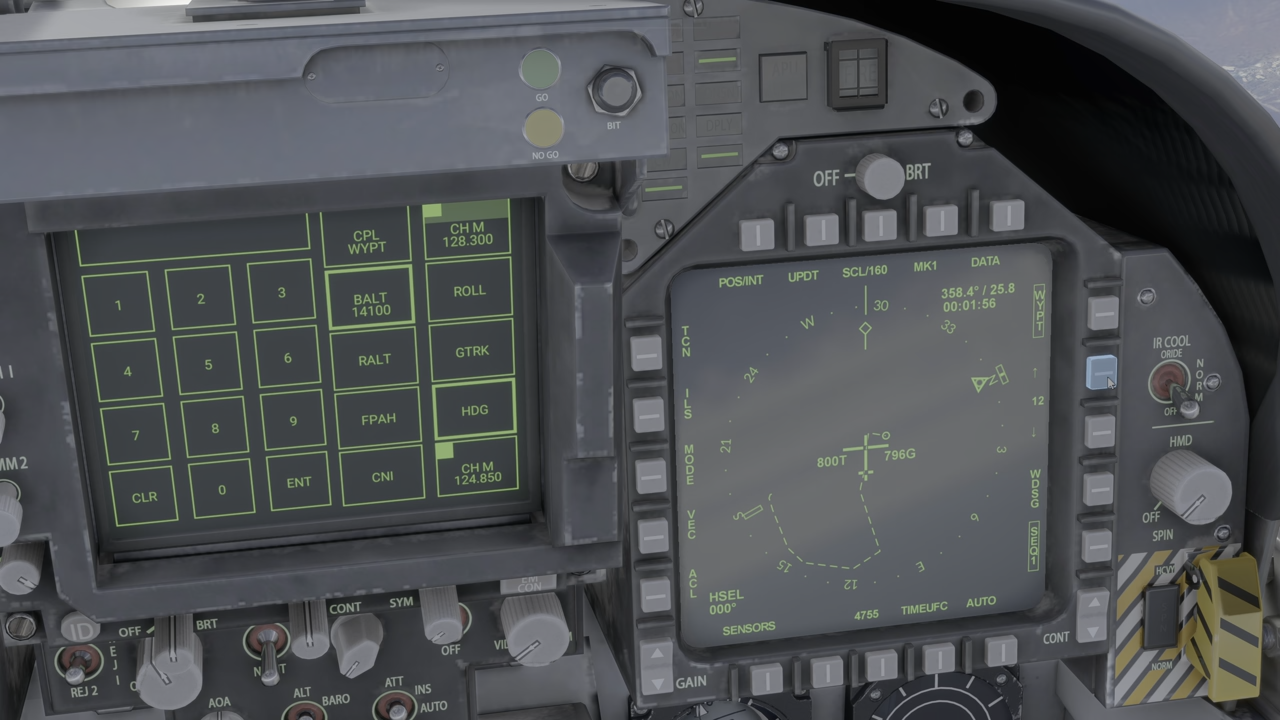 GO
BIT
NO GO
OFF
BRT
CPL
WYPT
CH M
128.300
1
2
3
BALT
14100
ROLL
4
5
6
RALT
GTRK
7
8
9
FPAH
HDG
CLR
0
ENT
CNI
CH M
124.850
POS/INT
UPDT
SCL/160
MK1
DATA
358.4° / 25.8
00:01:56
WYPT
TCN
ILS
MODE
VEC
ACL
30
33
W
24
21
S
15
12
E
6
3
N
12
800T
796G
WDSG
SEQ1
HSEL
000°
SENSORS
4755
TIMEUFC
AUTO
GAIN
CONT
IR COOL
ORIDE
NORM
OFF
HMD
OFF
SPIN
NORM
MM 2
ID
OFF
BRT
REJ 2
CONT
SYM
OFF
AOA
ALT
BARO
ATT
INS
AUTO